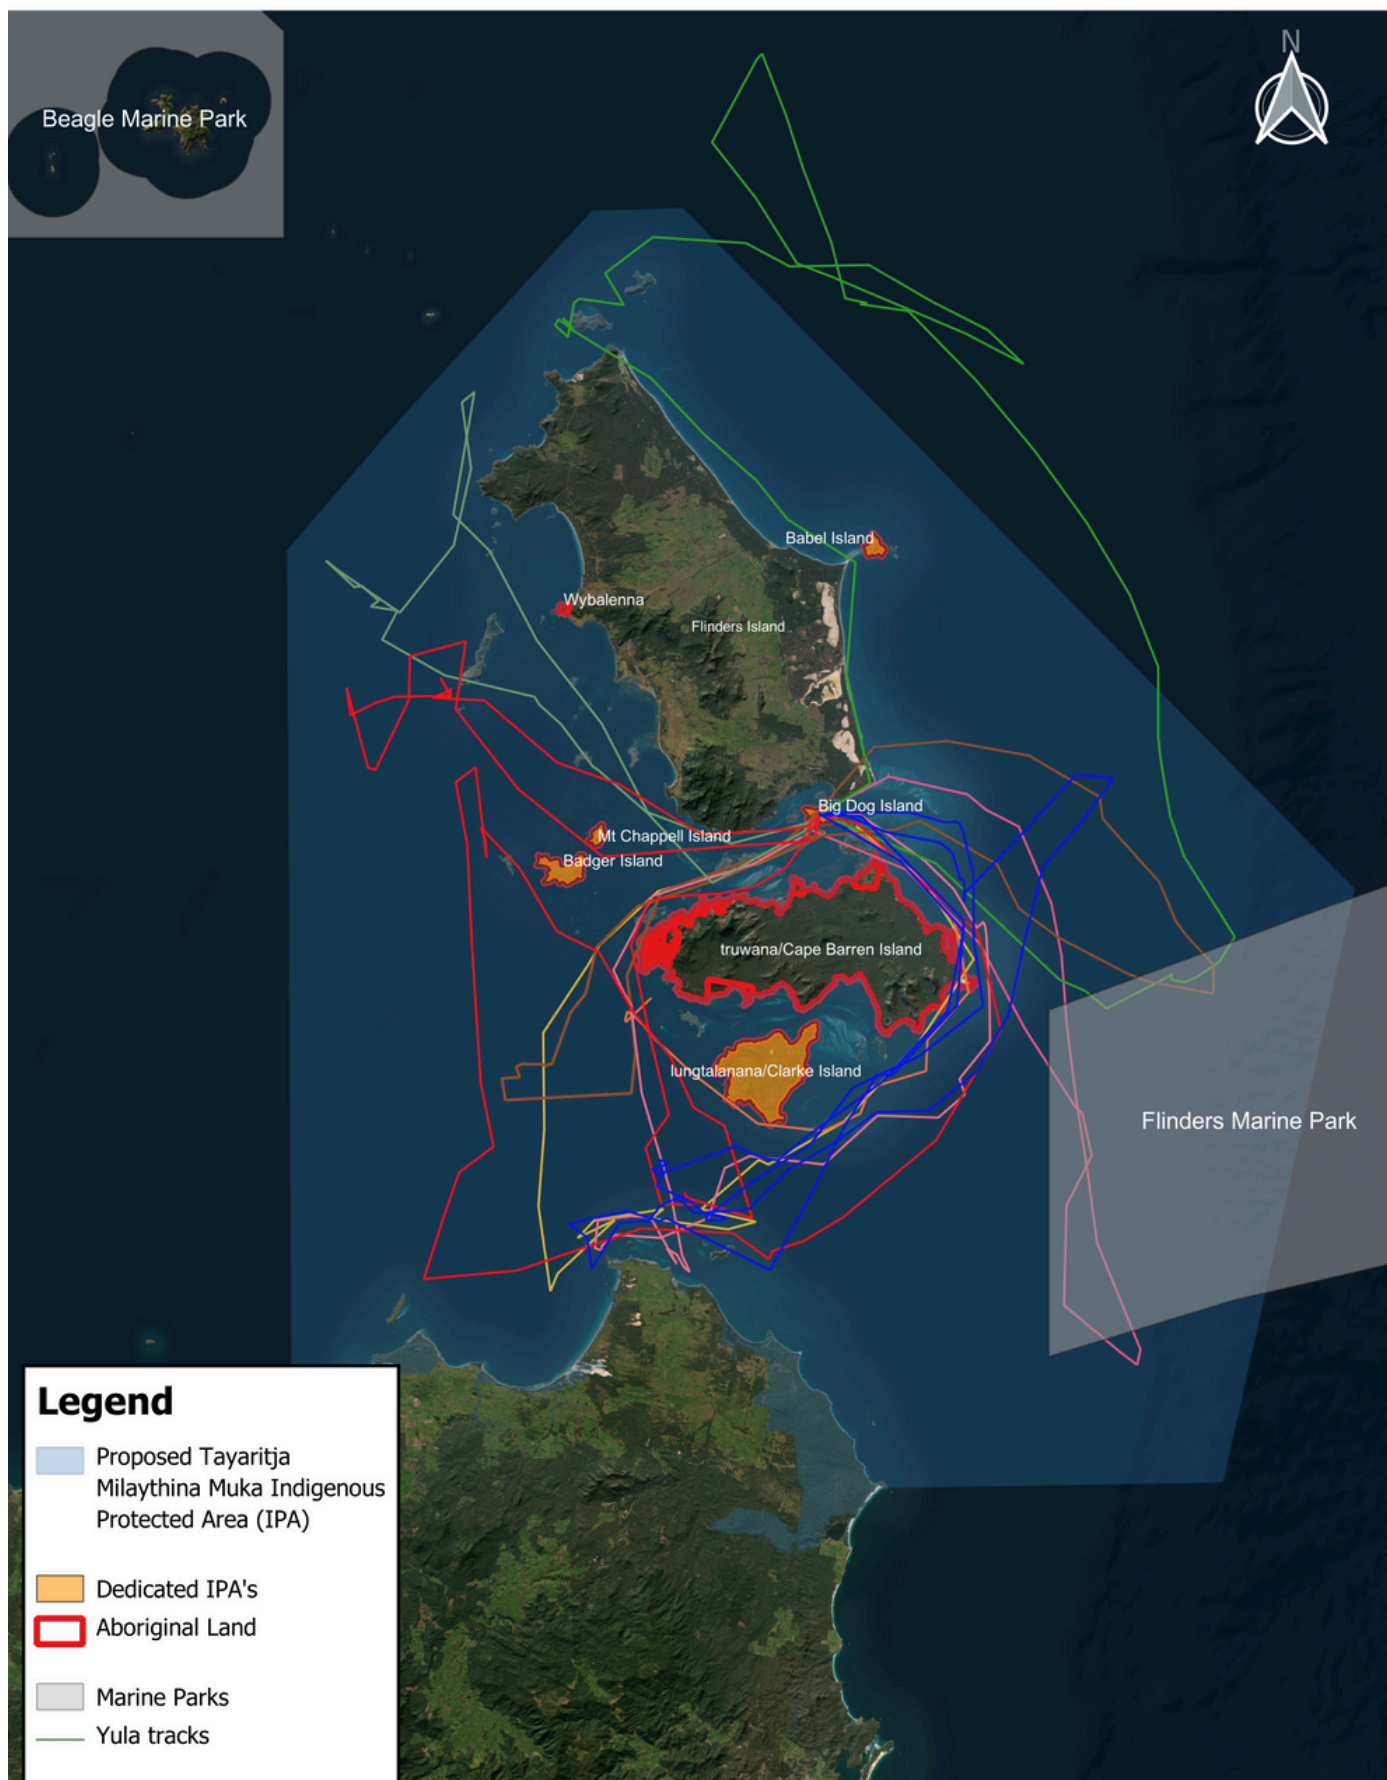 N
Beagle Marine Park
Babel Island
Wybalenna
Flinders Island
Big Dog Island
Mt Chappell Island
Badger Island
truwana/Cape Barren Island
lungtalanana/Clarke Island
Flinders Marine Park
Legend
Proposed Tayaritja
Milaythina Muka Indigenous
Protected Area (IPA)
Dedicated IPA's
Aboriginal Land
Marine Parks
Yula tracks